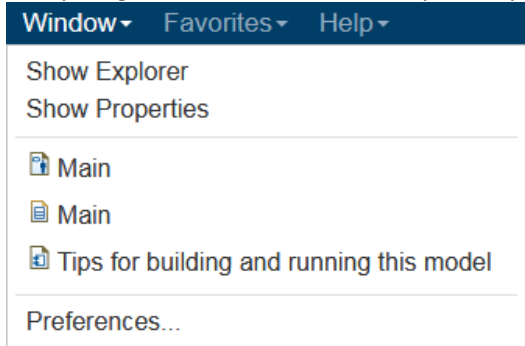 Window Favorites Help
Show Explorer
Show Properties
Main
Main
Tips for building and running this model
Preferences...